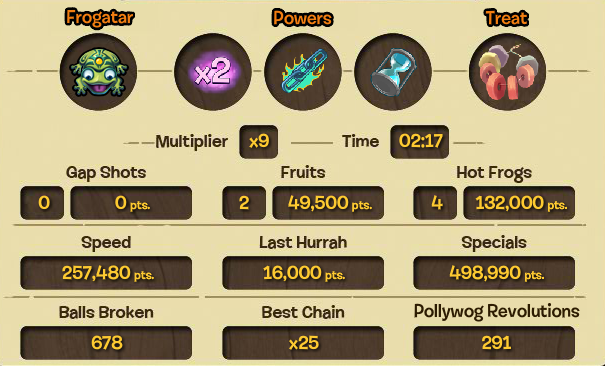 Frogatar Powers Treat
x2
Multiplier x9 Time 02:17
Gap Shots Fruits Hot Frogs
0 0 pts. 2 49,500 pts. 4 132,000 pts.
Speed Last Hurrah Specials
257,480 pts. 16,000 pts. 498,990 pts.
Balls Broken Best Chain Pollywog Revolutions
678 x25 291